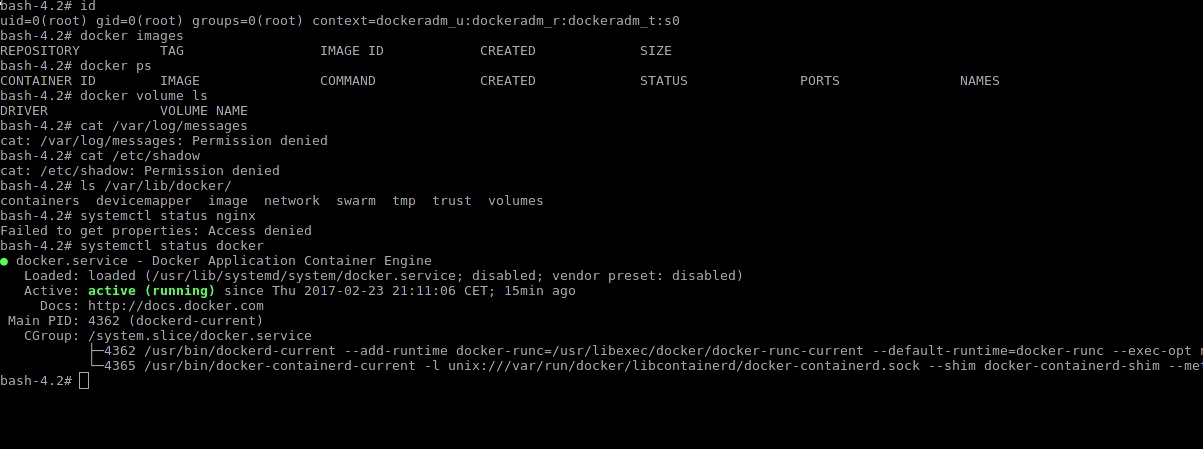 bash-4.2# id
uid=0(root) gid=0(root) groups=0(root) context=dockeradm_u:dockeradm_r:dockeradm_t:s0
bash-4.2# docker images
REPOSITORY          TAG                 IMAGE ID            CREATED             SIZE
bash-4.2# docker ps
CONTAINER ID        IMAGE               COMMAND             CREATED             STATUS              PORTS               NAMES
bash-4.2# docker volume ls
DRIVER              VOLUME NAME
bash-4.2# cat /var/log/messages
cat: /var/log/messages: Permission denied
bash-4.2# cat /etc/shadow
cat: /etc/shadow: Permission denied
bash-4.2# ls /var/lib/docker/
containers  devicemapper  image  network  swarm  tmp  trust  volumes
bash-4.2# systemctl status nginx
Failed to get properties: Access denied
bash-4.2# systemctl status docker
● docker.service - Docker Application Container Engine
   Loaded: loaded (/usr/lib/systemd/system/docker.service; disabled; vendor preset: disabled)
   Active: active (running) since Thu 2017-02-23 21:11:06 CET; 15min ago
     Docs: http://docs.docker.com
 Main PID: 4362 (dockerd-current)
   CGroup: /system.slice/docker.service
           ├─4362 /usr/bin/dockerd-current --add-runtime docker-runc=/usr/libexec/docker/docker-runc-current --default-runtime=docker-runc --exec-opt
           └─4365 /usr/bin/docker-containerd-current -l unix:///var/run/docker/libcontainerd/docker-containerd.sock --shim docker-containerd-shim --met
bash-4.2#